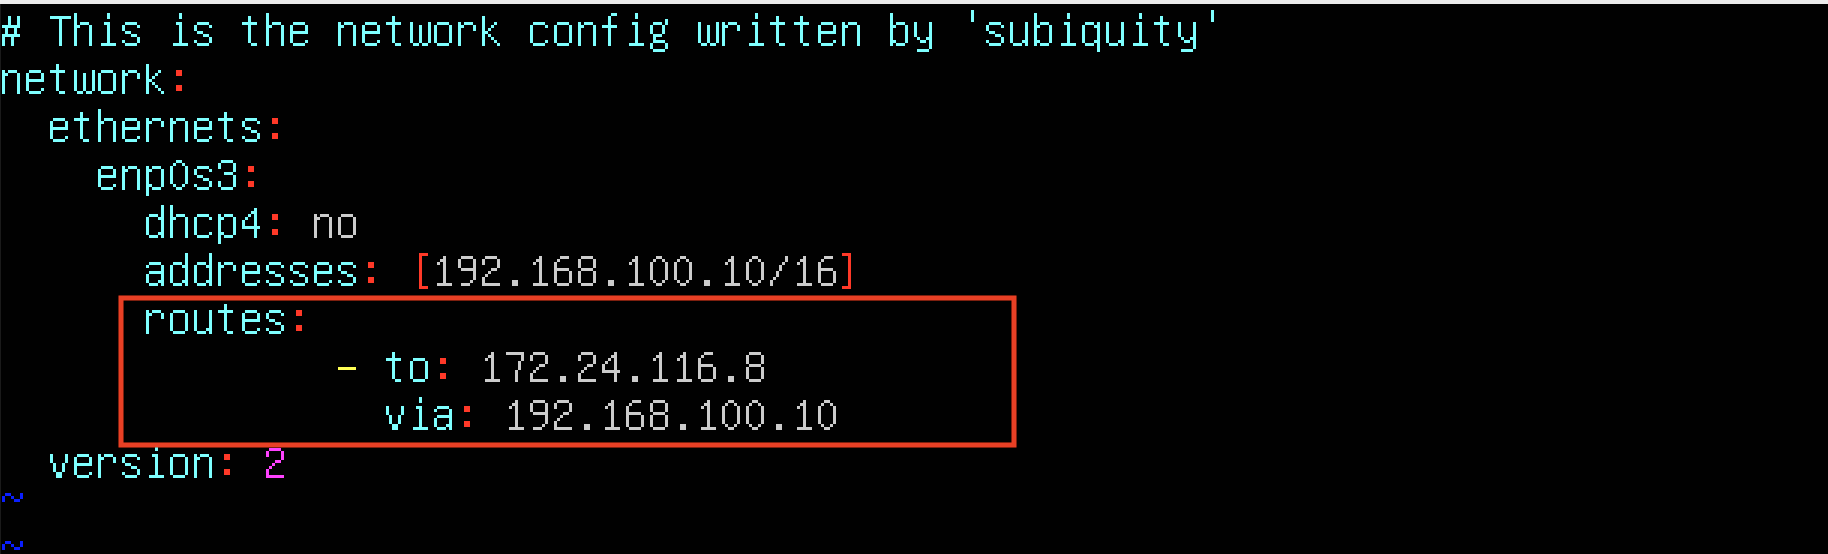 # This is the network config written by 'subiquity'
network:
  ethernets:
    enp0s3:
      dhcp4: no
      addresses: [192.168.100.10/16]
      routes:
              - to: 172.24.116.8
                via: 192.168.100.10
  version: 2
~
~